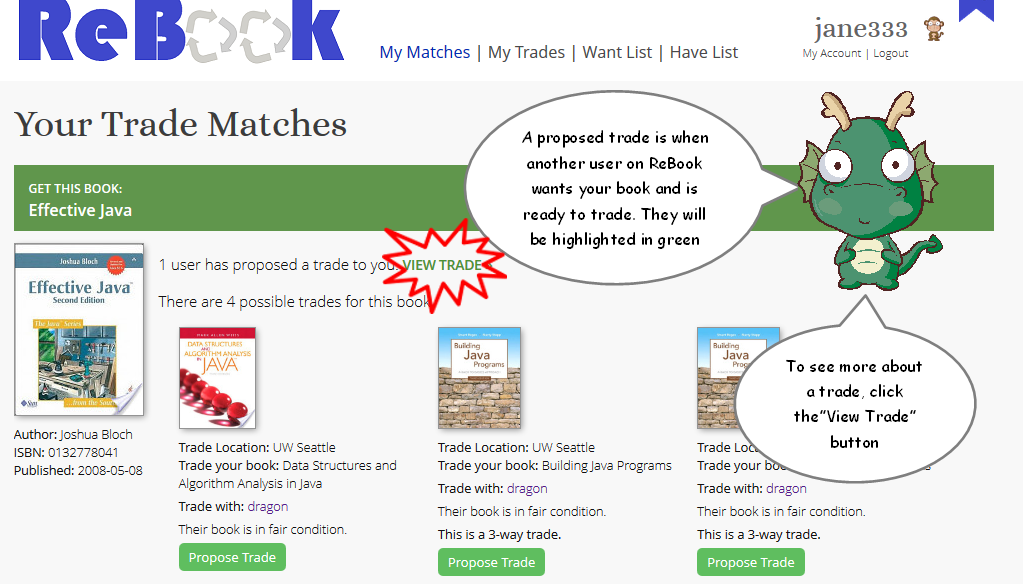 ReBook
My Matches | My Trades | Want List | Have List
jane333
My Account | Logout
Your Trade Matches
GET THIS BOOK:
Effective Java
A proposed trade is when
another user on ReBook
wants your book and is
ready to trade. They will
be highlighted in green
Joshua Bloch
Effective Java™
Second Edition
The Java™ Series
Sun
...from the Source
1 user has proposed a trade to you. VIEW TRADE
There are 4 possible trades for this book
To see more about
a trade, click
the"View Trade"
button
Author: Joshua Bloch
ISBN: 0132778041
Published: 2008-05-08
MARK ALLEN WEISS
DATA STRUCTURES
AND
ALGORITHM ANALYSIS
IN JAVA
Trade Location: UW Seattle
Trade your book: Data Structures and
Algorithm Analysis in Java
Trade with: dragon
Their book is in fair condition.
Propose Trade
Building
Java
Programs
Trade Location: UW Seattle
Trade your book: Building Java Programs
Trade with: dragon
Their book is in fair condition.
This is a 3-way trade.
Propose Trade
Building
Java
Programs
Trade Loc
Trade your boo
Trade with: dragon
Their book is in fair condition.
This is a 3-way trade.
Propose Trade